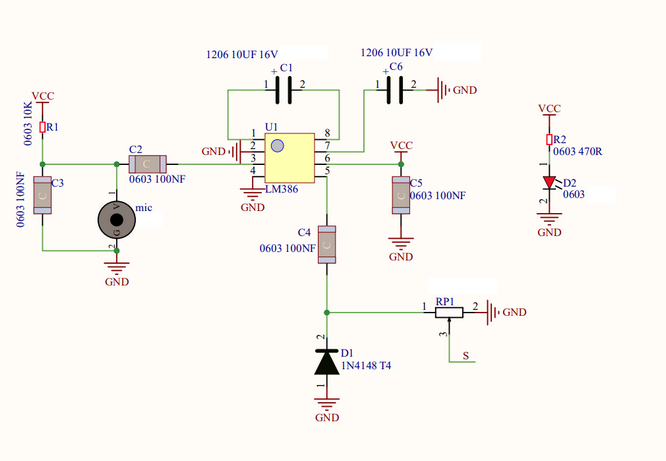 1206 10UF 16V
+ C1
1 2
1206 10UF 16V
+ C6
1 2
GND
VCC
0603 10K
R1
C2
C
0603 100NF
C3
C
0603 100NF
1
V
mic
G
2
GND
U1
1 8
GND 2 7
3 6
4 5
LM386
GND
VCC
C5
C
0603 100NF
GND
VCC
R2
0603 470R
1
D2
0603
2
GND
C4
C
0603 100NF
RP1
1 2
GND
3
S
2
D1
1N4148 T4
1
GND